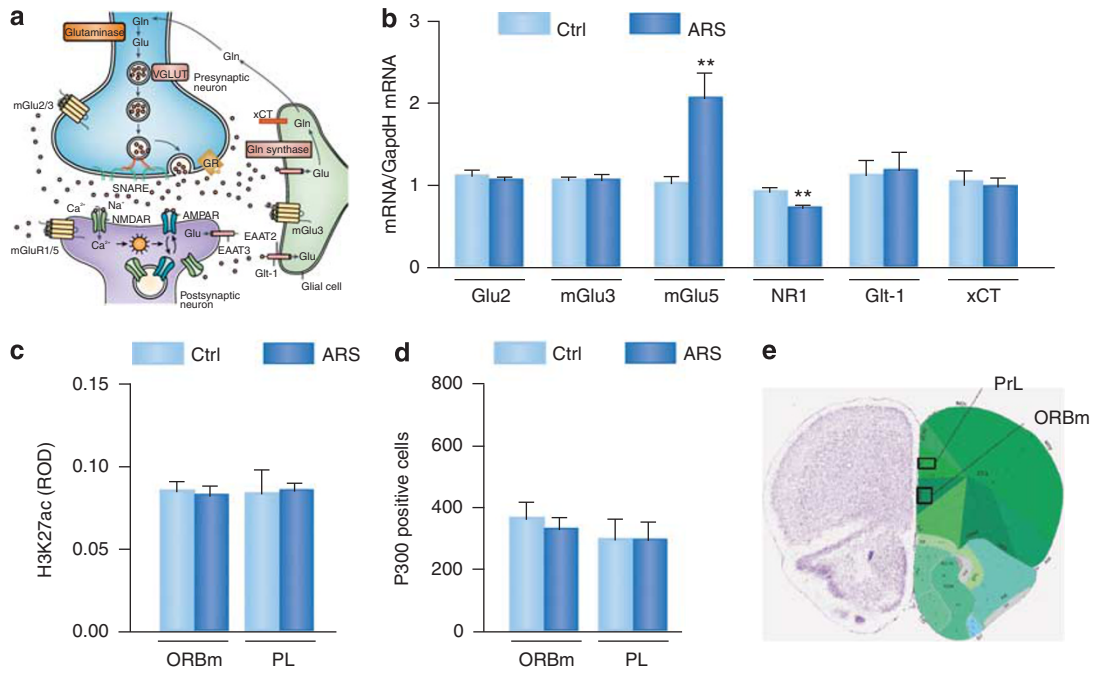 a
Gln
Glutaminase
Glu
VGLUT
Presynaptic
neuron
Gln
mGlu2/3
xCT
Gln
Gln synthase
GR
Glu
SNARE
Ca²⁺
Na⁺
NMDAR
AMPAR
mGlu3
mGluR1/5
Ca²⁺
Glu
EAAT2
EAAT3
Glu
Glt-1
Glial cell
Postsynaptic
neuron
b
Ctrl
ARS
mRNA/GapdH mRNA
3
2
1
0
**
**
Glu2
mGlu3
mGlu5
NR1
Glt-1
xCT
c
Ctrl
ARS
H3K27ac (ROD)
0.15
0.10
0.05
0.00
ORBm
PL
d
Ctrl
ARS
P300 positive cells
800
600
400
200
0
ORBm
PL
e
PrL
ORBm